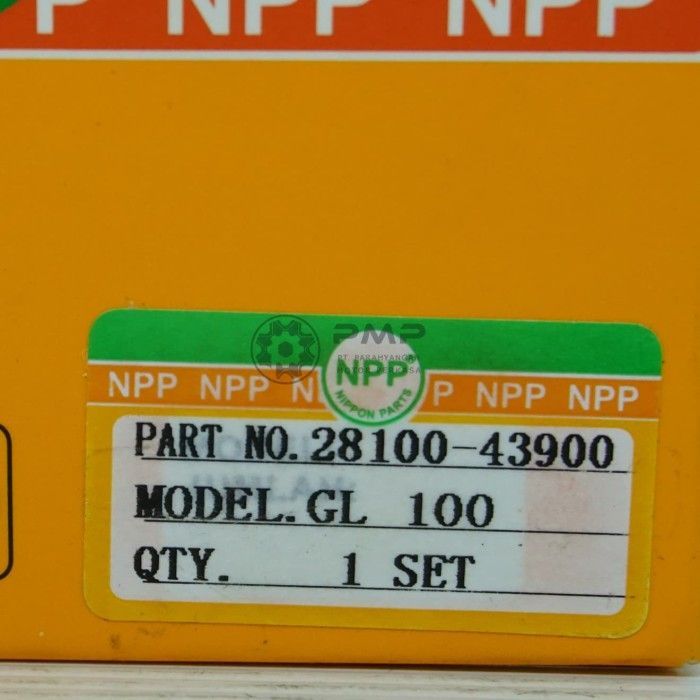 P NPP NPP
PMP
PT. PARAHYANGAN
NPP
NIPPON PARTS
NPP NPP P NPP NPP
PART NO. 28100-43900
MODEL. GL 100
QTY. 1 SET